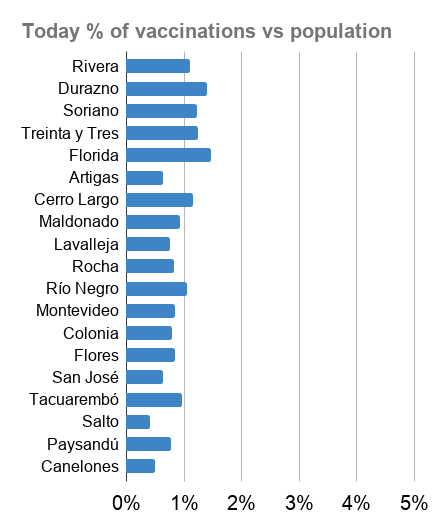 Today % of vaccinations vs population
Rivera
Durazno
Soriano
Treinta y Tres
Florida
Artigas
Cerro Largo
Maldonado
Lavalleja
Rocha
Río Negro
Montevideo
Colonia
Flores
San José
Tacuarembó
Salto
Paysandú
Canelones
0% 1% 2% 3% 4% 5%